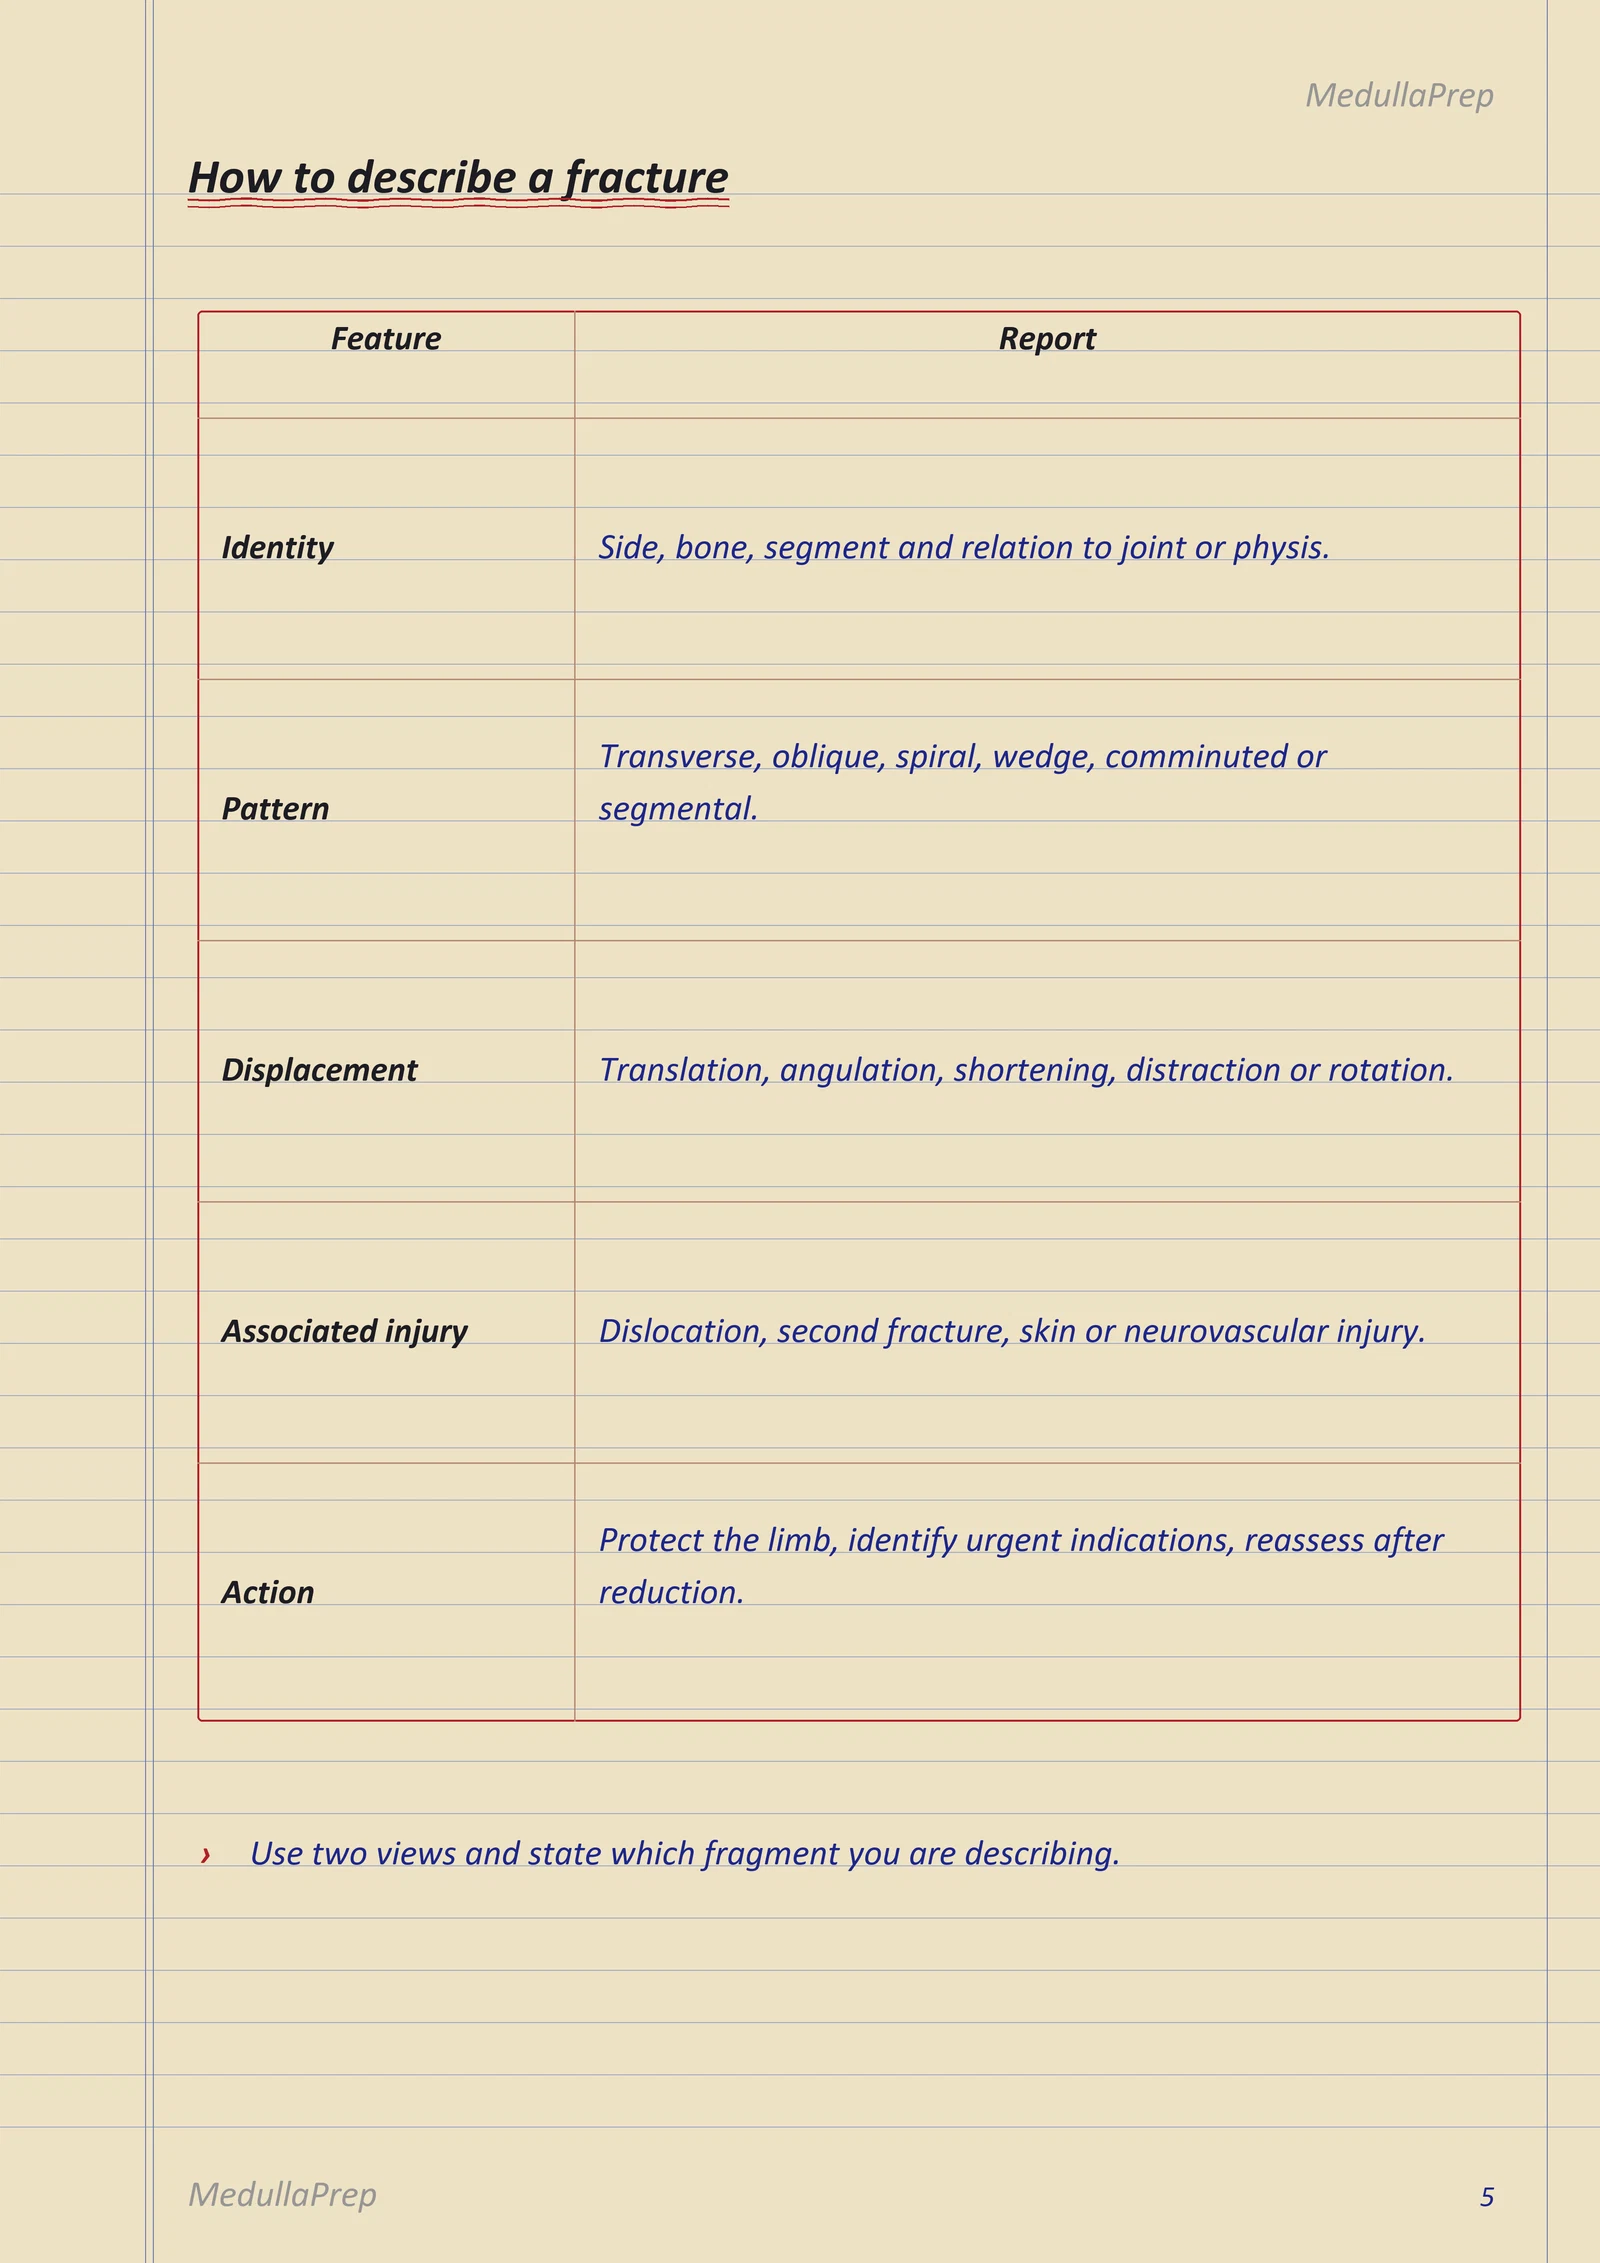 MedullaPrep
How to describe a fracture
Feature Report
Identity Side, bone, segment and relation to joint or physis.
Transverse, oblique, spiral, wedge, comminuted or
Pattern segmental.
Displacement Translation, angulation, shortening, distraction or rotation.
Associated injury Dislocation, second fracture, skin or neurovascular injury.
Protect the limb, identify urgent indications, reassess after
Action reduction.
› Use two views and state which fragment you are describing.
MedullaPrep 5